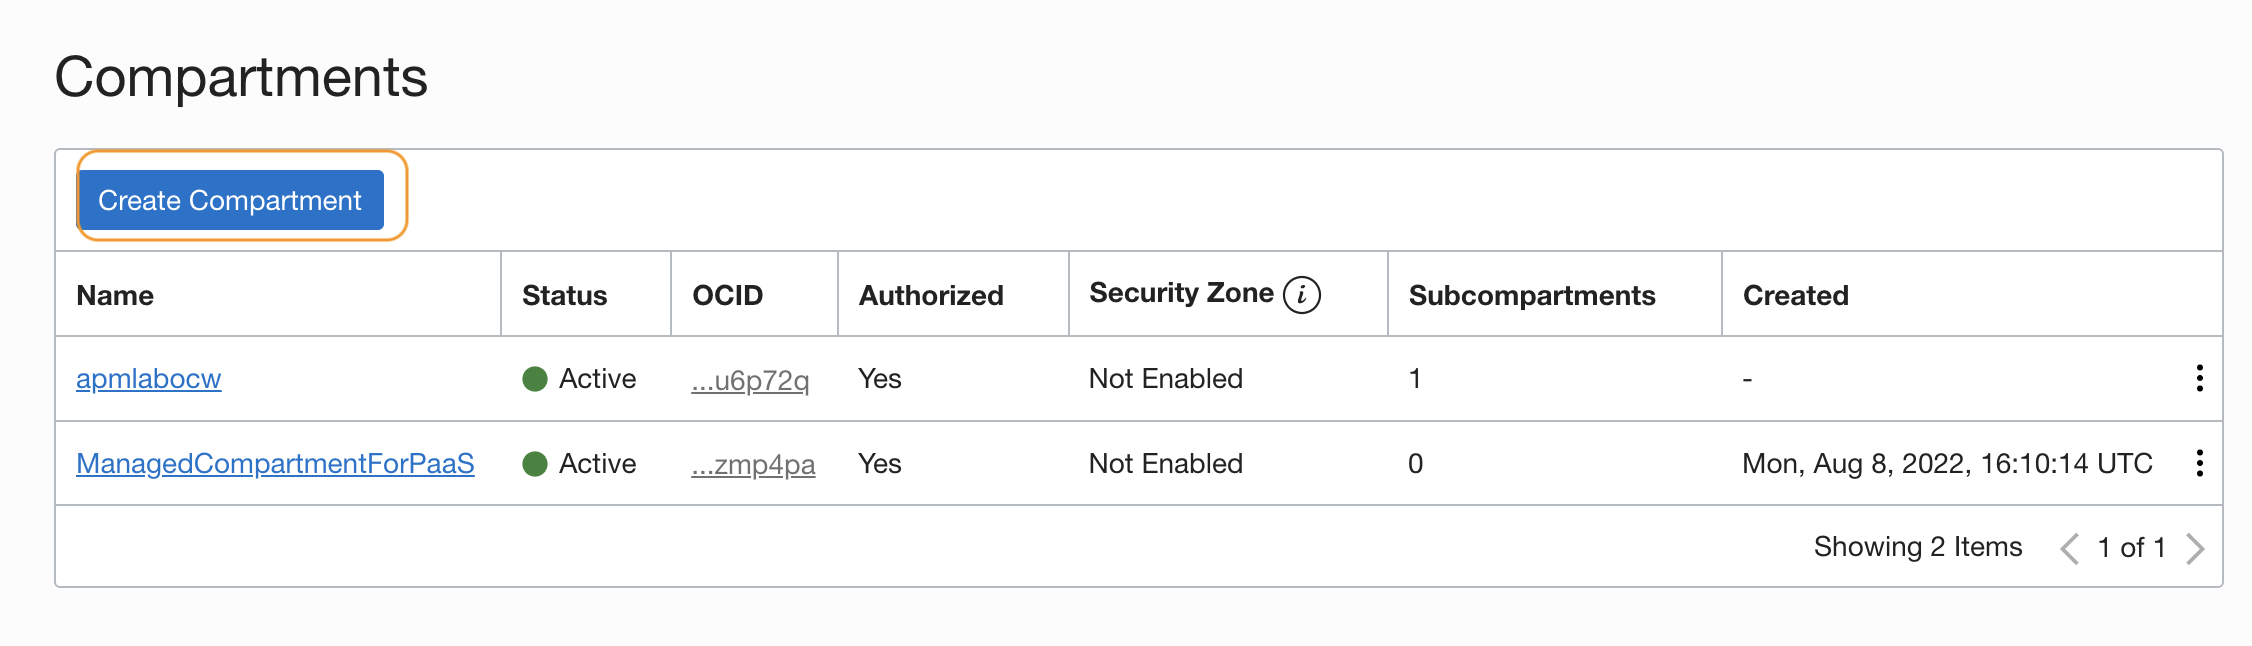 Compartments
Create Compartment
Name Status OCID Authorized Security Zone i Subcompartments Created
apmlabocw Active ...u6p72q Yes Not Enabled 1 -
ManagedCompartmentForPaaS Active ...zmp4pa Yes Not Enabled 0 Mon, Aug 8, 2022, 16:10:14 UTC
Showing 2 Items 1 of 1